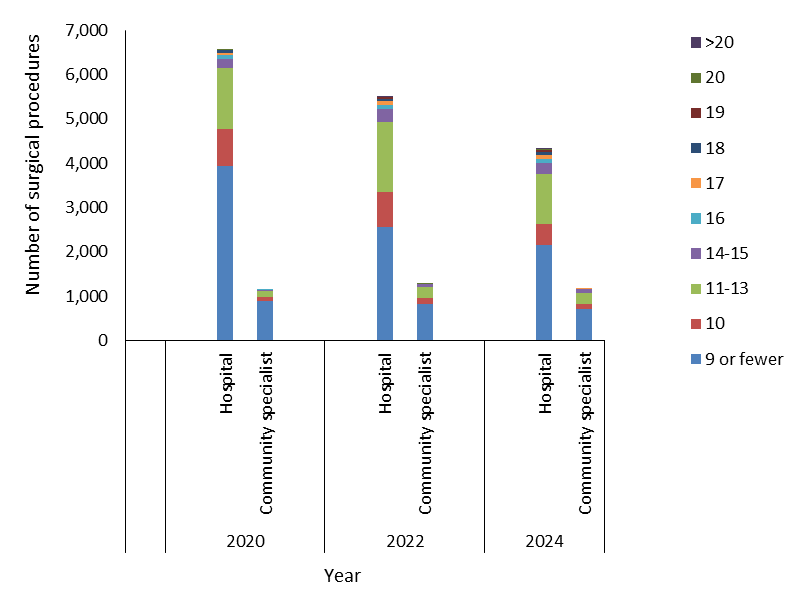 Number of surgical procedures
7,000
6,000
5,000
4,000
3,000
2,000
1,000
0
Hospital
Community specialist
Hospital
Community specialist
Hospital
Community specialist
2020
2022
2024
Year
>20
20
19
18
17
16
14-15
11-13
10
9 or fewer